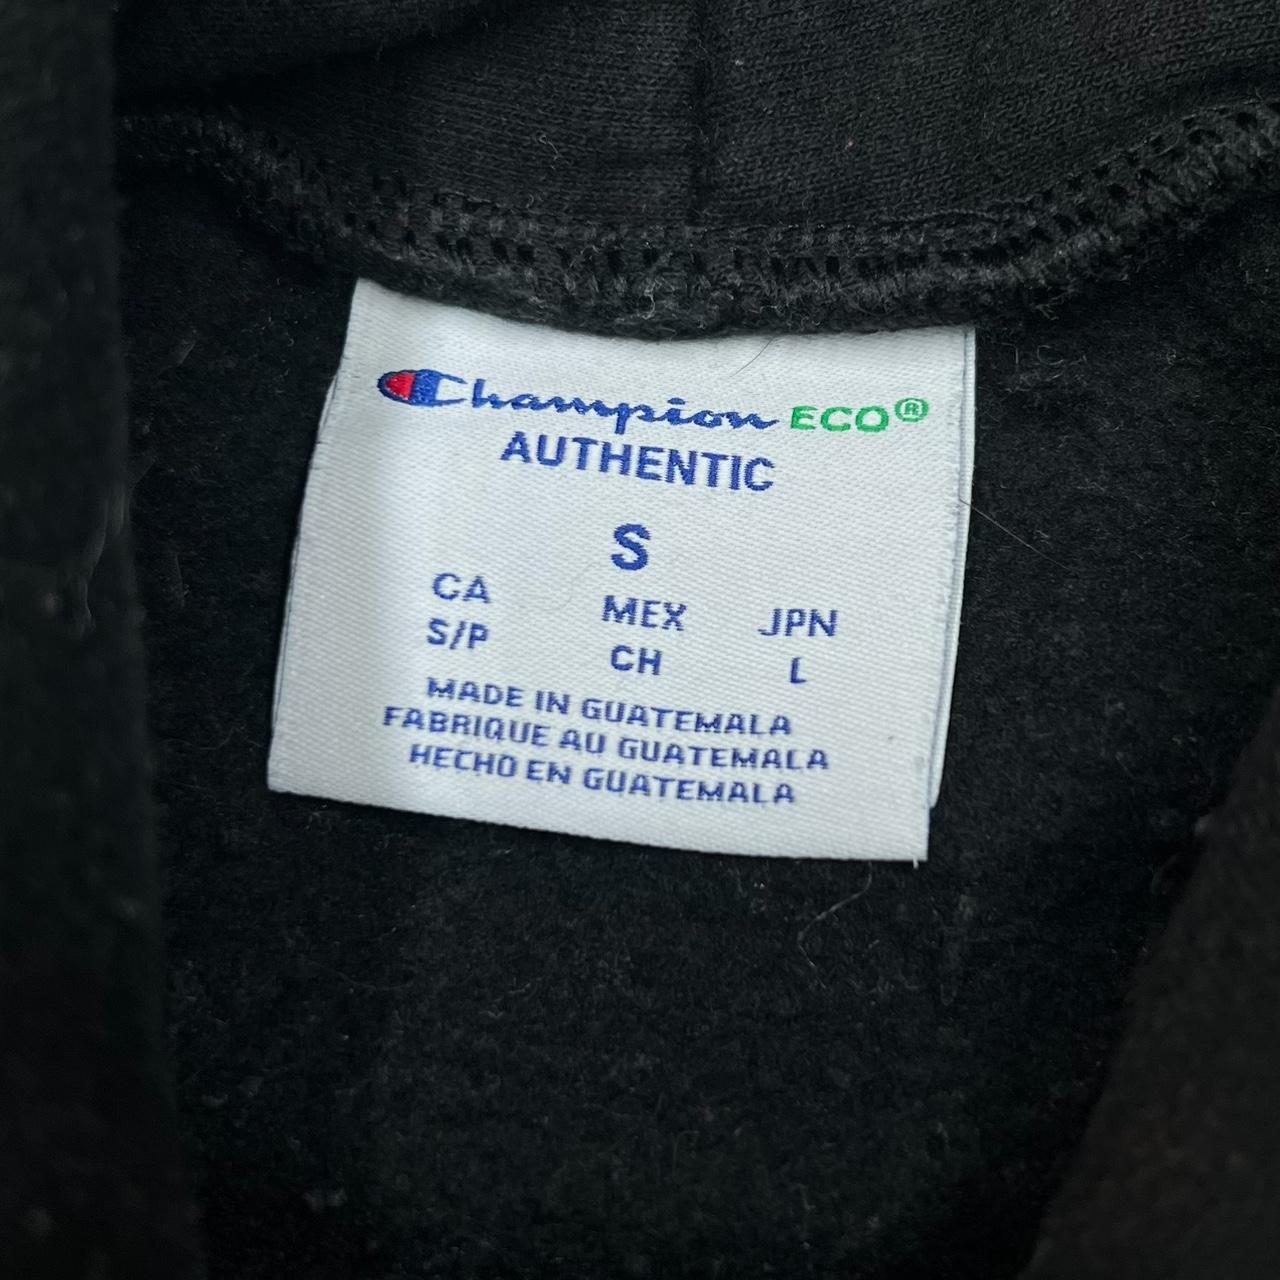 Champion ECO®
AUTHENTIC
S
CA MEX JPN
S/P CH L
MADE IN GUATEMALA
FABRIQUE AU GUATEMALA
HECHO EN GUATEMALA